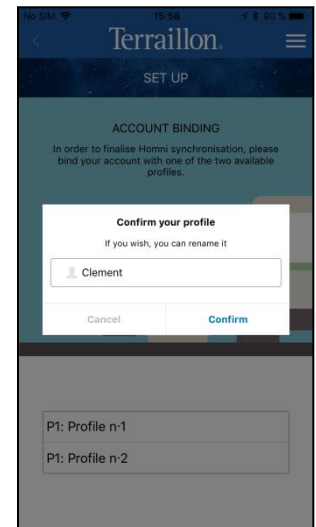 No SIM 15:58 90 %
Terraillon.
SET UP
ACCOUNT BINDING
In order to finalise Homni synchronisation, please
bind your account with one of the two available
profiles.
Confirm your profile
If you wish, you can rename it
Clement
Cancel Confirm
P1: Profile n·1
P1: Profile n·2